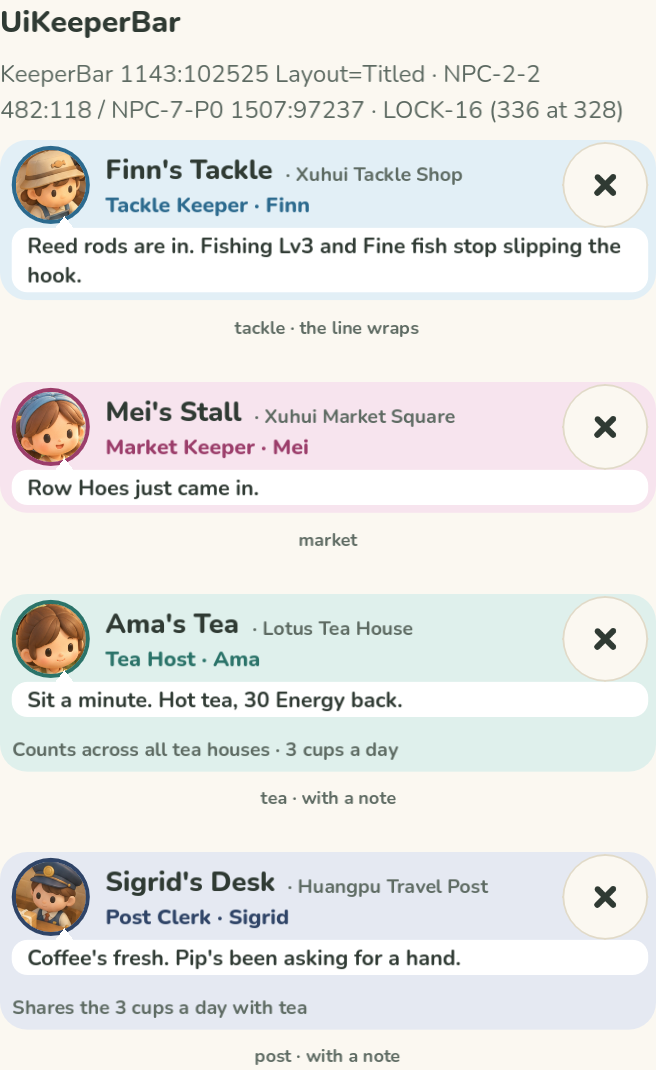 UiKeeperBar
KeeperBar 1143:102525 Layout=Titled · NPC-2-2
482:118 / NPC-7-P0 1507:97237 · LOCK-16 (336 at 328)
Finn's Tackle · Xuhui Tackle Shop
Tackle Keeper · Finn
Reed rods are in. Fishing Lv3 and Fine fish stop slipping the
hook.
tackle · the line wraps
Mei's Stall · Xuhui Market Square
Market Keeper · Mei
Row Hoes just came in.
market
Ama's Tea · Lotus Tea House
Tea Host · Ama
Sit a minute. Hot tea, 30 Energy back.
Counts across all tea houses · 3 cups a day
tea · with a note
Sigrid's Desk · Huangpu Travel Post
Post Clerk · Sigrid
Coffee's fresh. Pip's been asking for a hand.
Shares the 3 cups a day with tea
post · with a note